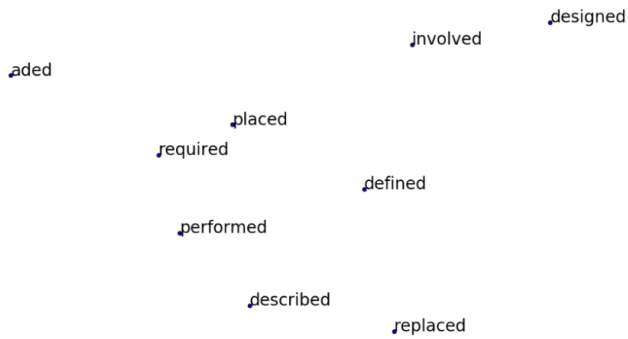 designed
involved
aded
placed
required
defined
performed
described
replaced